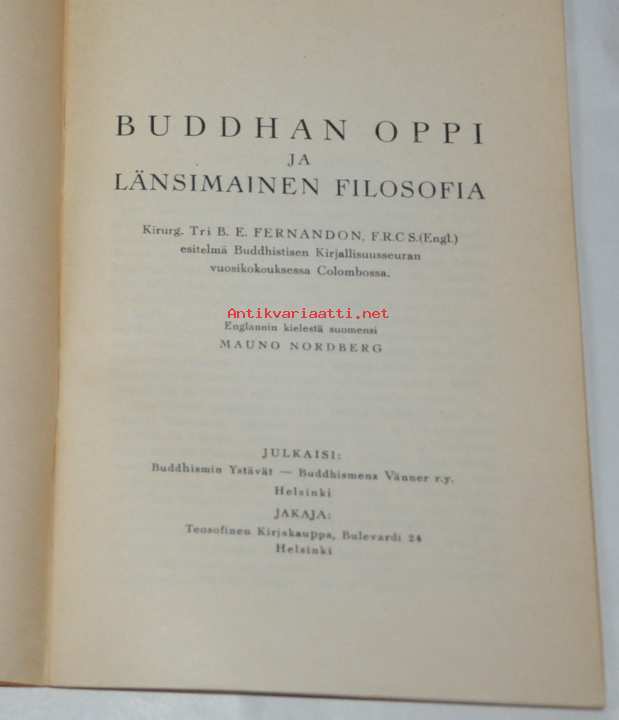 BUDDHAN OPPI
JA
LÄNSIMAINEN FILOSOFIA
Kirurg. Tri B. E. FERNANDON, F.R.C S.(Engl.)
esitelmä Buddhistisen Kirjallisuusseuran
vuosikokouksessa Colombossa.
Antikvariaatti.net
Englannin kielestä suomensi
MAUNO NORDBERG
JULKAISI:
Buddhismin Ystävät — Buddhismens Vänner r.y.
Helsinki
JAKAJA:
Teosofinen Kirjakauppa, Bulevardi 24
Helsinki